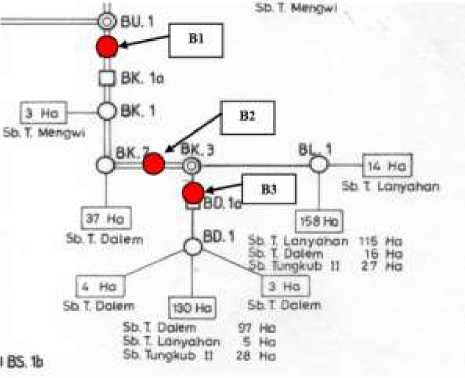 Sb. T. Mengwi
BU. 1
B1
BK. 1a
3 Ha
BK. 1
Sb. T. Mengwi
B2
BK.2
BK.3
BL. 1
14 Ha
Sb. T. Lanyahan
B3
BD.1a
37 Ha
Sb. T. Dalem
158 Ha
BD. 1
Sb. T. Lanyahan 115 Ha
Sb. T. Dalem 16 Ha
Sb. Tungkub II 27 Ha
4 Ha
130 Ha
3 Ha
Sb. T. Dalem
Sb. T. Dalem
Sb. T. Dalem 97 Ha
Sb. T. Lanyahan 5 Ha
Sb. Tungkub II 28 Ha
BS. 1b